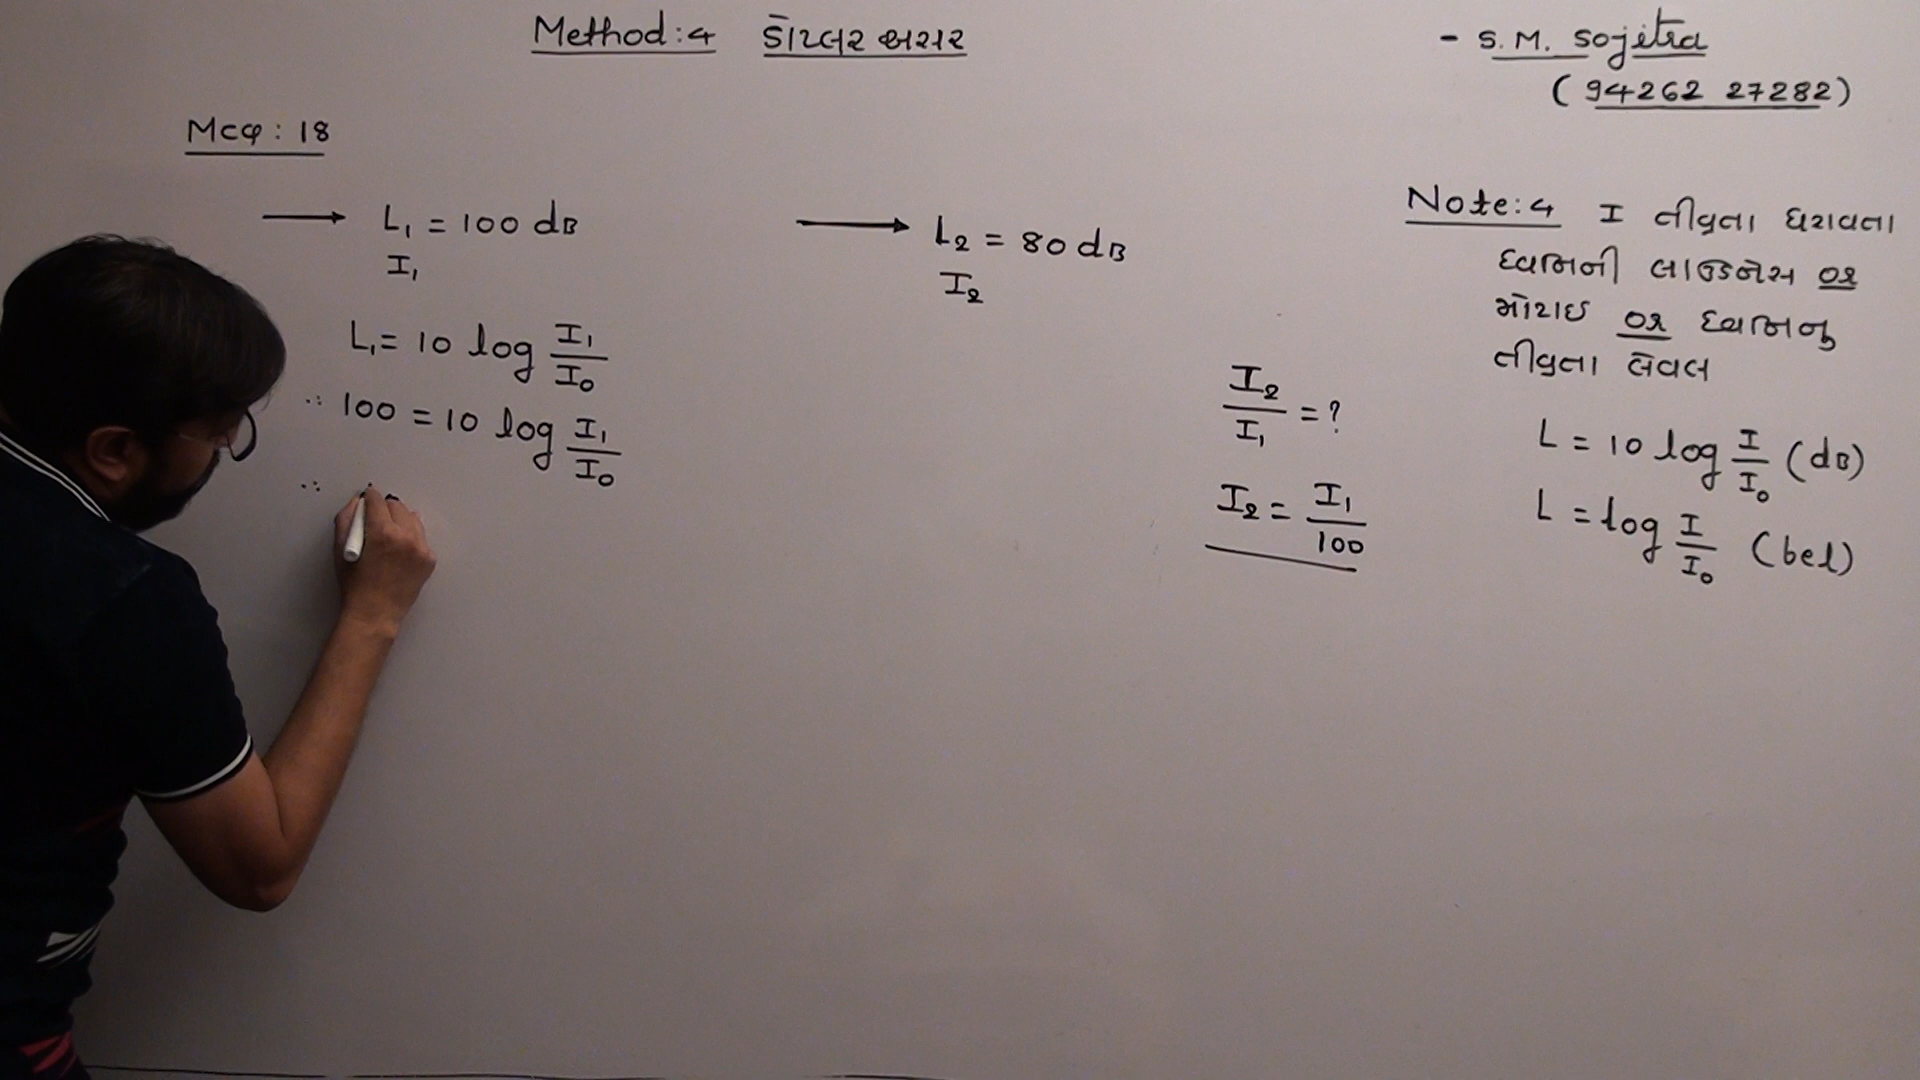 Method:4 ડોપ્લર અસર
- S. M. Sojitra
(94262 27282)
Mcq: 18
→ L₁ = 100 dB
I₁
L₁ = 10 log I₁/I₀
∴ 100 = 10 log I₁/I₀
∴
→ L₂ = 80 dB
I₂
I₂/I₁ = ?
I₂ = I₁/100
Note:4 I તીવ્રતા ધરાવતા
ધ્વનિની લાઉડનેસ or
મોટાઈ or ધ્વનિનુ
તીવ્રતા લેવલ
L = 10 log I/I₀ (dB)
L = log I/I₀ (bel)